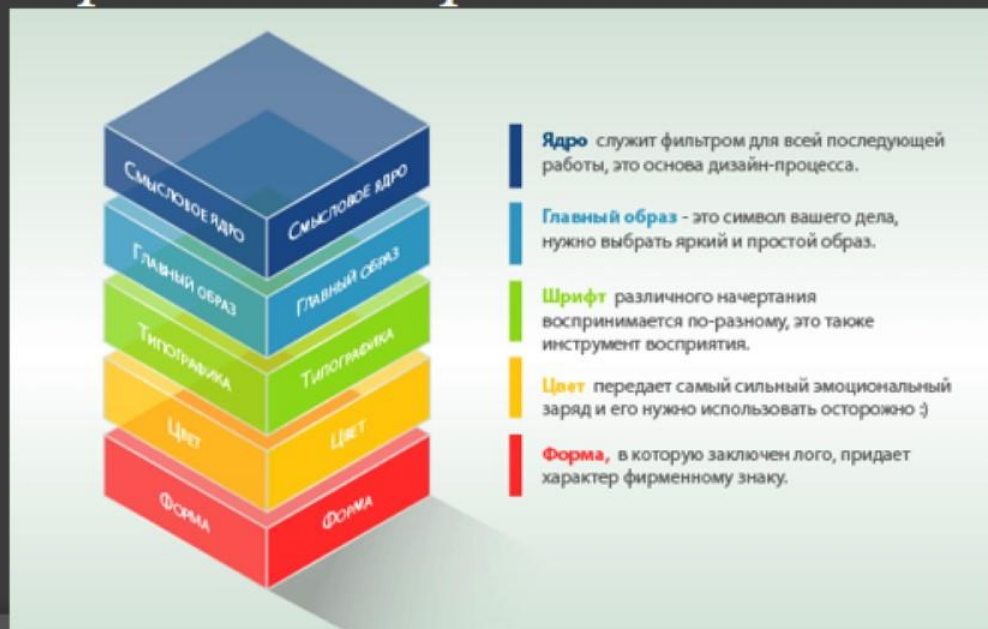 Смысловое ядро
Смысловое ядро
Главный образ
Главный образ
Типографика
Типографика
Цвет
Цвет
Форма
Форма
Ядро служит фильтром для всей последующей
работы, это основа дизайн-процесса.
Главный образ - это символ вашего дела,
нужно выбрать яркий и простой образ.
Шрифт различного начертания
воспринимается по-разному, это также
инструмент восприятия.
Цвет передает самый сильный эмоциональный
заряд и его нужно использовать осторожно :)
Форма, в которую заключен лого, придает
характер фирменному знаку.